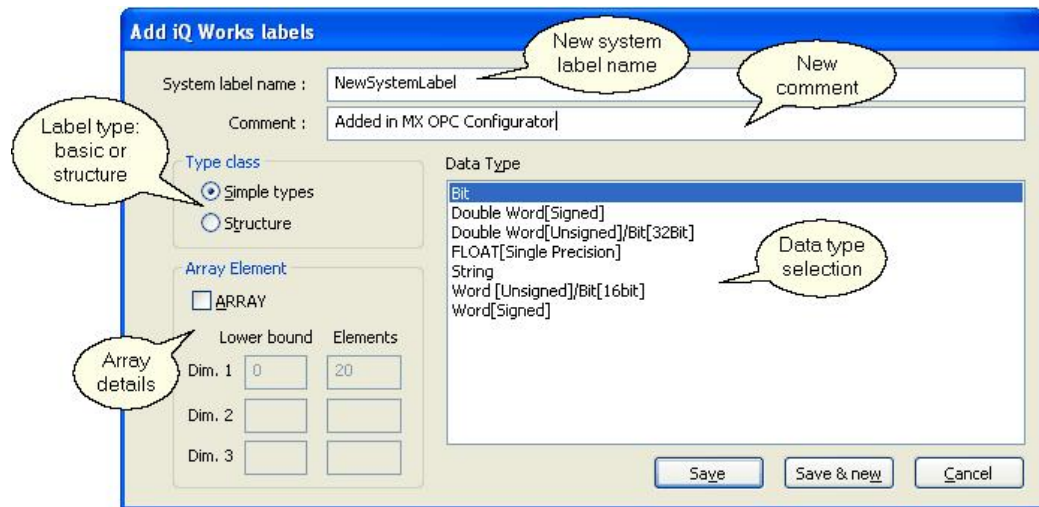 Add iQ Works labels
New system
label name
New
comment
System label name :
NewSystemLabel
Comment :
Added in MX OPC Configurator
Label type:
basic or
structure
Type class
Simple types
Structure
Data Type
Bit
Double Word[Signed]
Double Word[Unsigned]/Bit[32Bit]
FLOAT[Single Precision]
String
Word [Unsigned]/Bit[16bit]
Word[Signed]
Data type
selection
Array Element
ARRAY
Lower bound Elements
Array
details
Dim. 1 0 20
Dim. 2
Dim. 3
Save Save & new Cancel